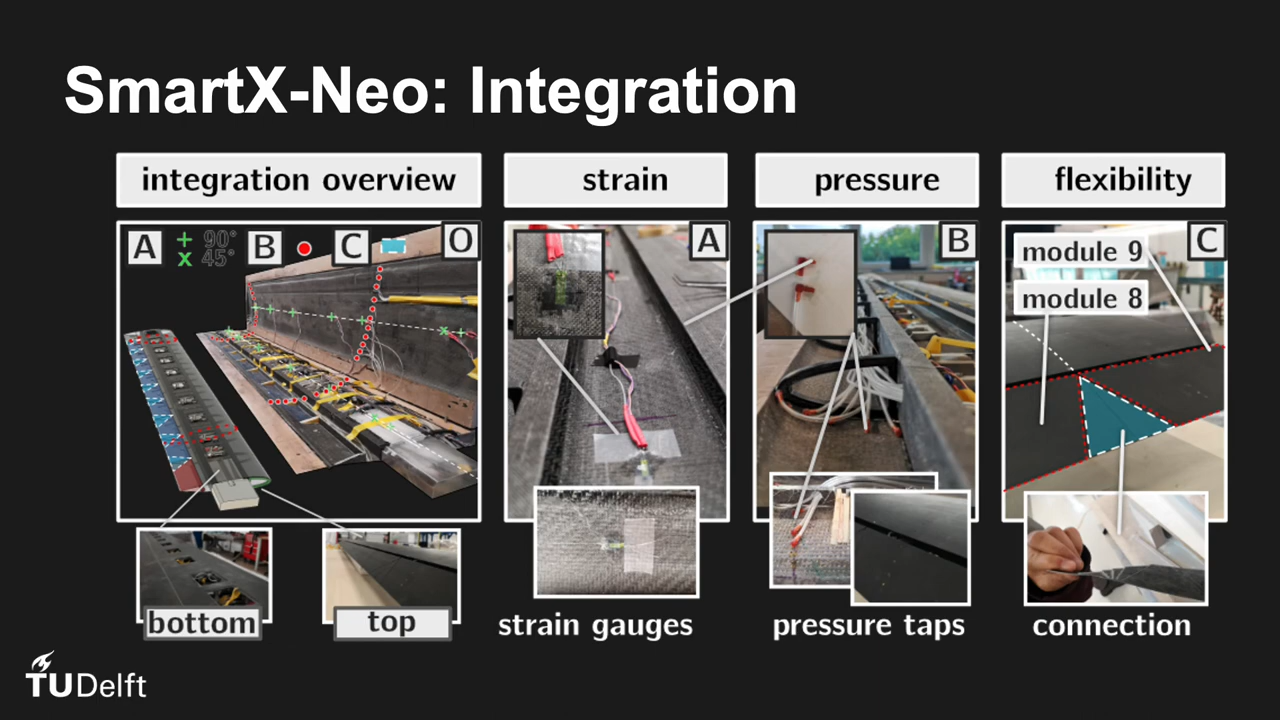 SmartX-Neo: Integration
integration overview
strain
pressure
flexibility
A + 90° B C O
x 45°
A
B
C
module 9
module 8
bottom
top
strain gauges
pressure taps
connection
TUDelft